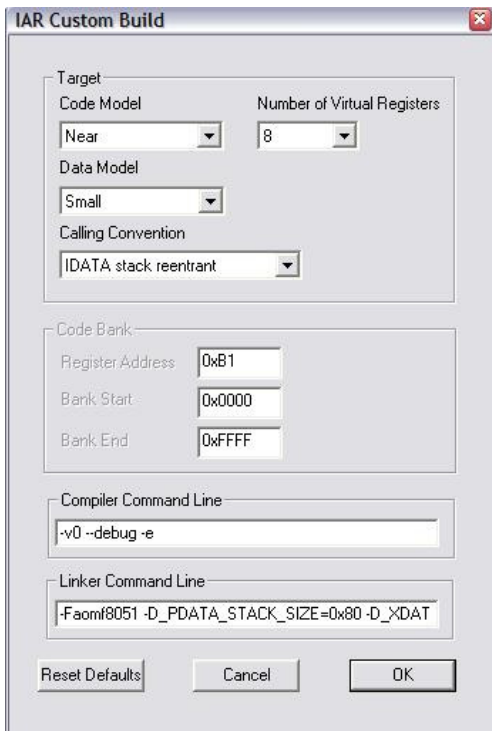 IAR Custom Build
Target
Code Model
Number of Virtual Registers
Near
8
Data Model
Small
Calling Convention
IDATA stack reentrant
Code Bank
Register Address
0xB1
Bank Start
0x0000
Bank End
0xFFFF
Compiler Command Line
-v0 --debug -e
Linker Command Line
-Faomf8051 -D_PDATA_STACK_SIZE=0x80 -D_XDAT
Reset Defaults
Cancel
OK